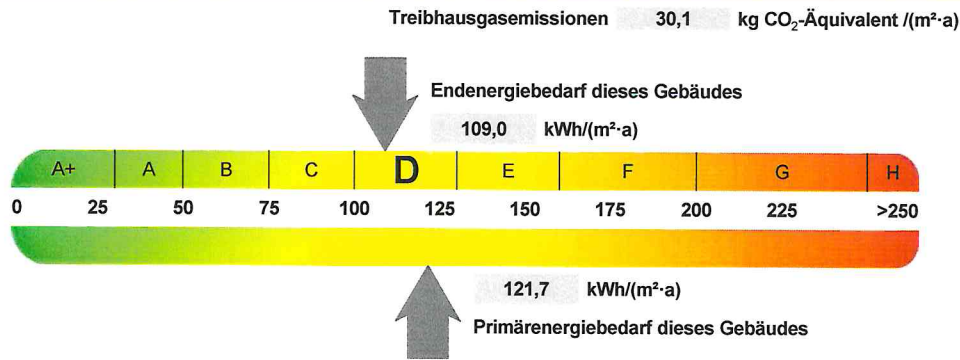 Treibhausgasemissionen 30,1 kg CO₂-Äquivalent /(m²·a)
Endenergiebedarf dieses Gebäudes
109,0 kWh/(m²·a)
A+ A B C D E F G H
0 25 50 75 100 125 150 175 200 225 >250
121,7 kWh/(m²·a)
Primärenergiebedarf dieses Gebäudes